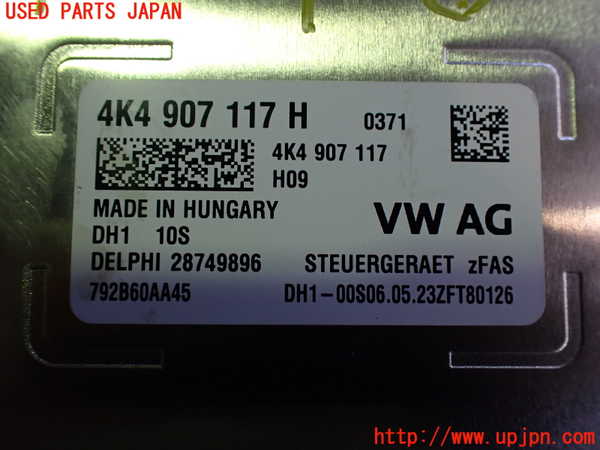 USED PARTS JAPAN
4K4 907 117 H 0371
4K4 907 117
H09
MADE IN HUNGARY
VW AG
DH1 10S
DELPHI 28749896 STEUERGERAET zFAS
792B60AA45 DH1-00S06.05.23ZFT80126
http://www.upjpn.com/